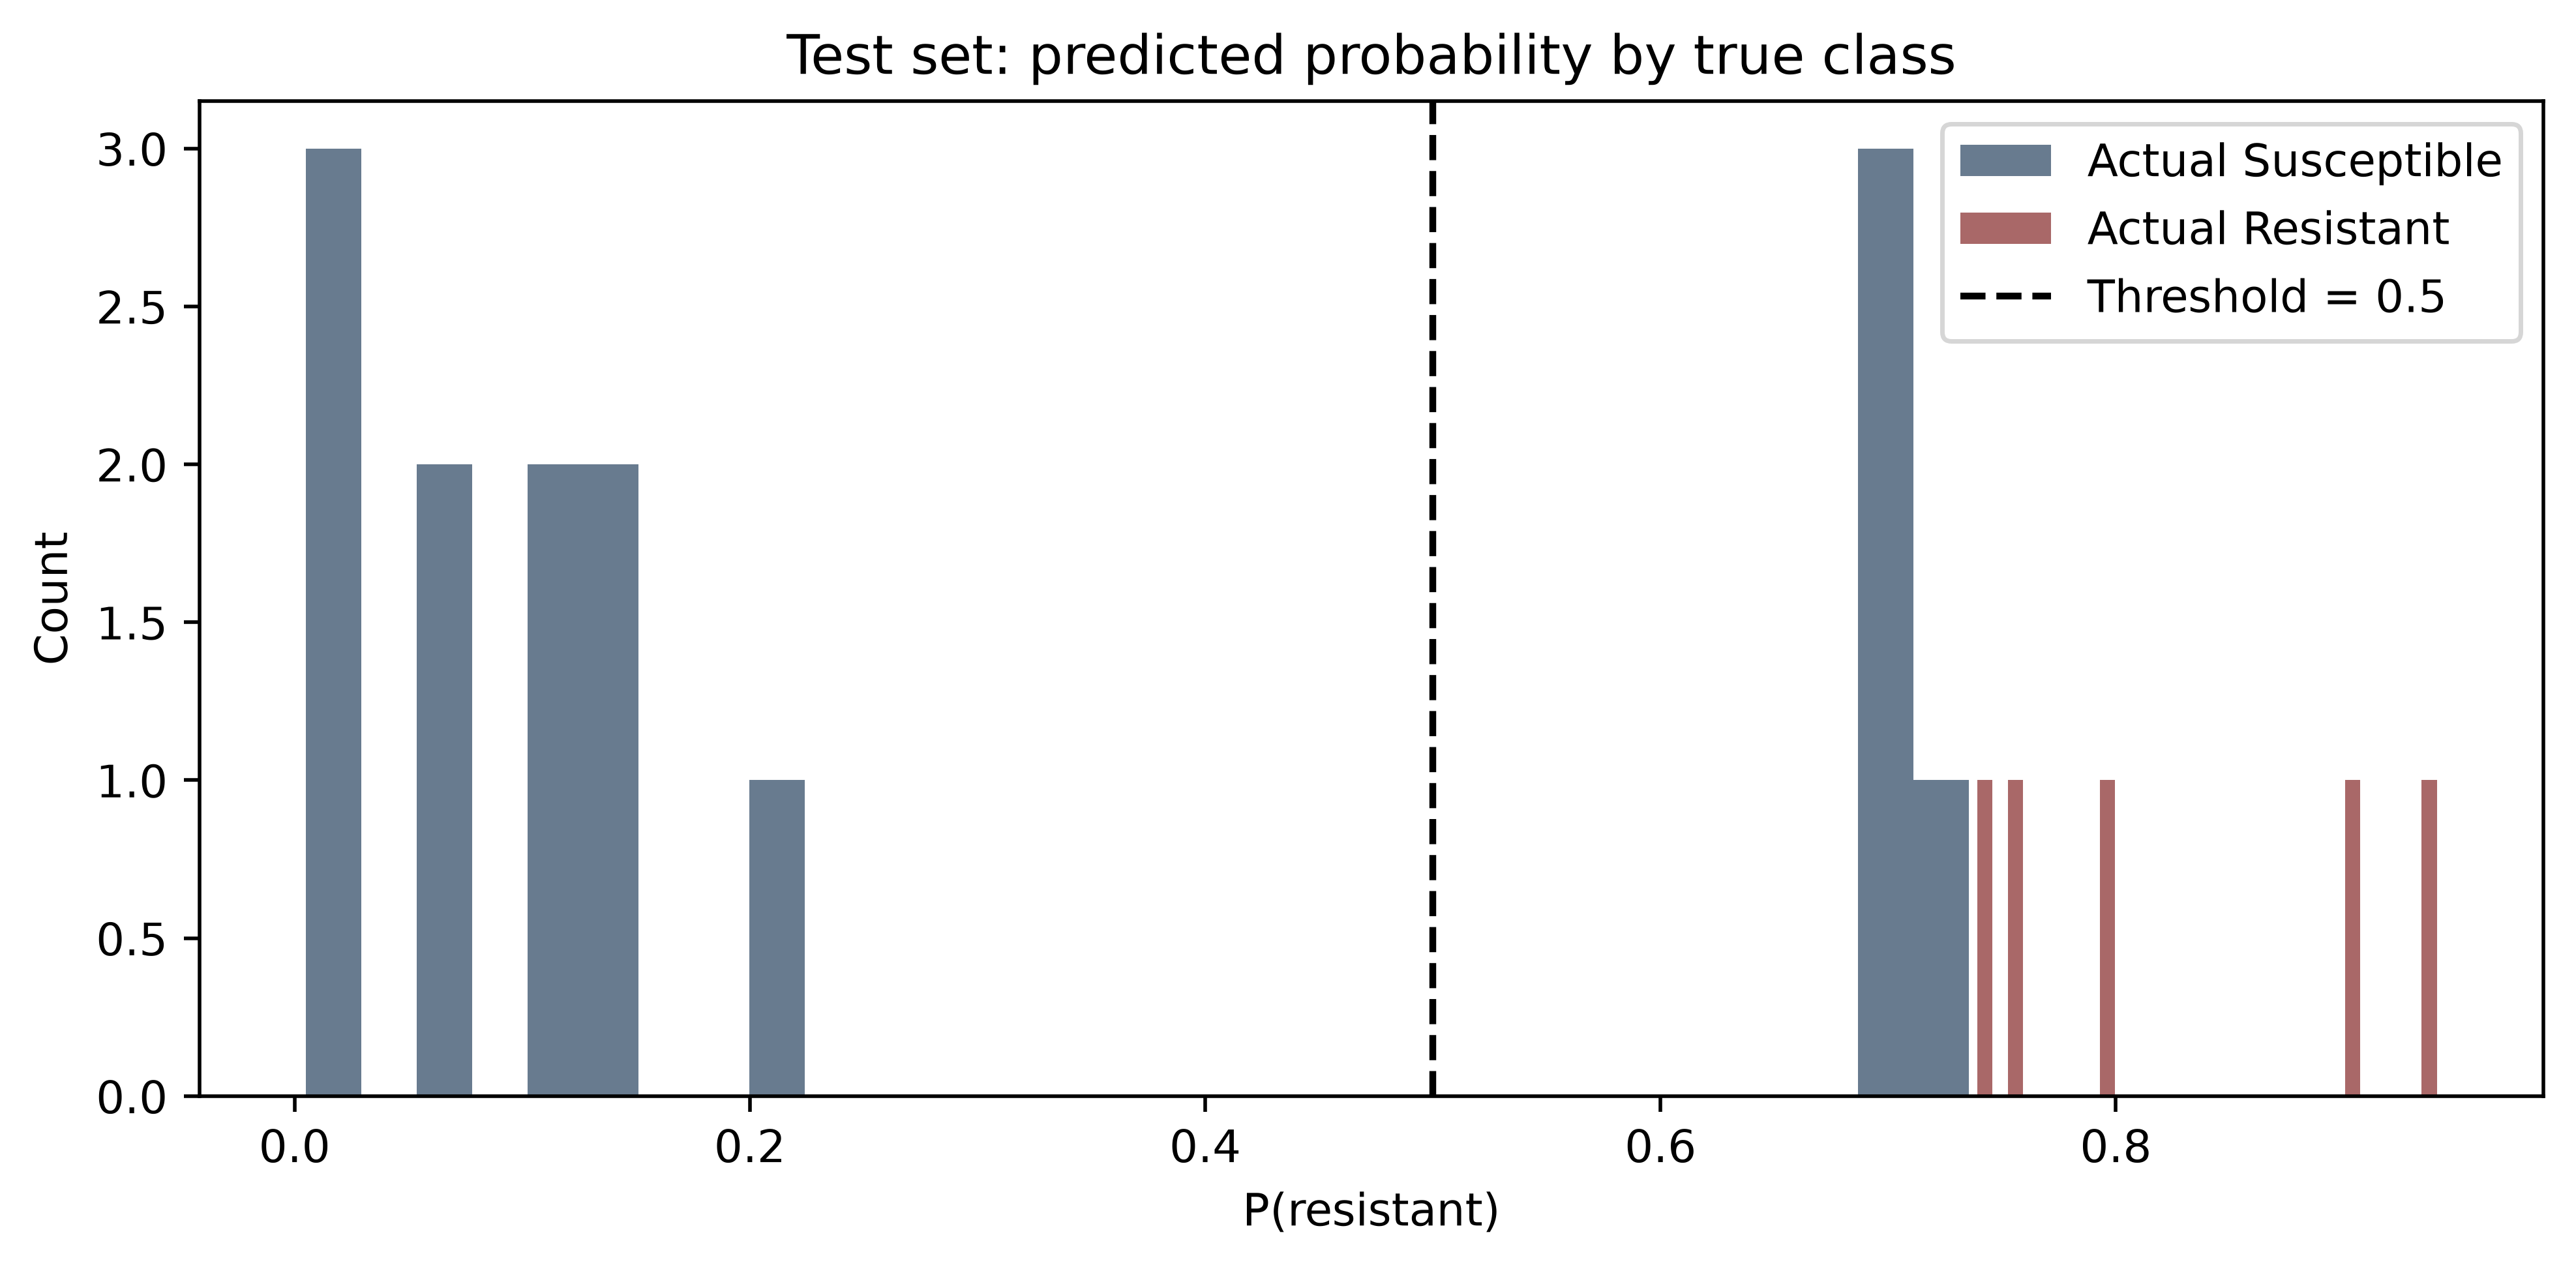 Test set: predicted probability by true class
Actual Susceptible
Actual Resistant
Threshold = 0.5
Count
3.0
2.5
2.0
1.5
1.0
0.5
0.0
0.0 0.2 0.4 0.6 0.8
P(resistant)